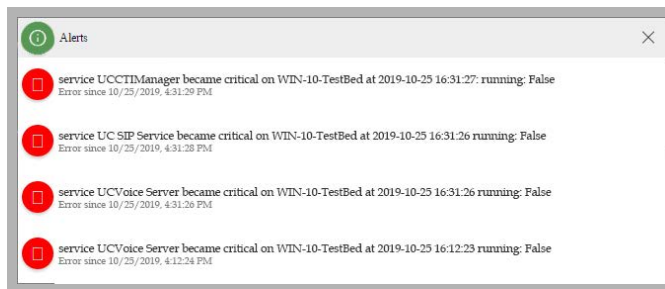 Alerts
service UCCTIManager became critical on WIN-10-TestBed at 2019-10-25 16:31:27: running: False
Error since 10/25/2019, 4:31:29 PM
service UC SIP Service became critical on WIN-10-TestBed at 2019-10-25 16:31:26 running: False
Error since 10/25/2019, 4:31:28 PM
service UCVoice Server became critical on WIN-10-TestBed at 2019-10-25 16:31:26 running: False
Error since 10/25/2019, 4:31:26 PM
service UCVoice Server became critical on WIN-10-TestBed at 2019-10-25 16:12:23 running: False
Error since 10/25/2019, 4:12:24 PM